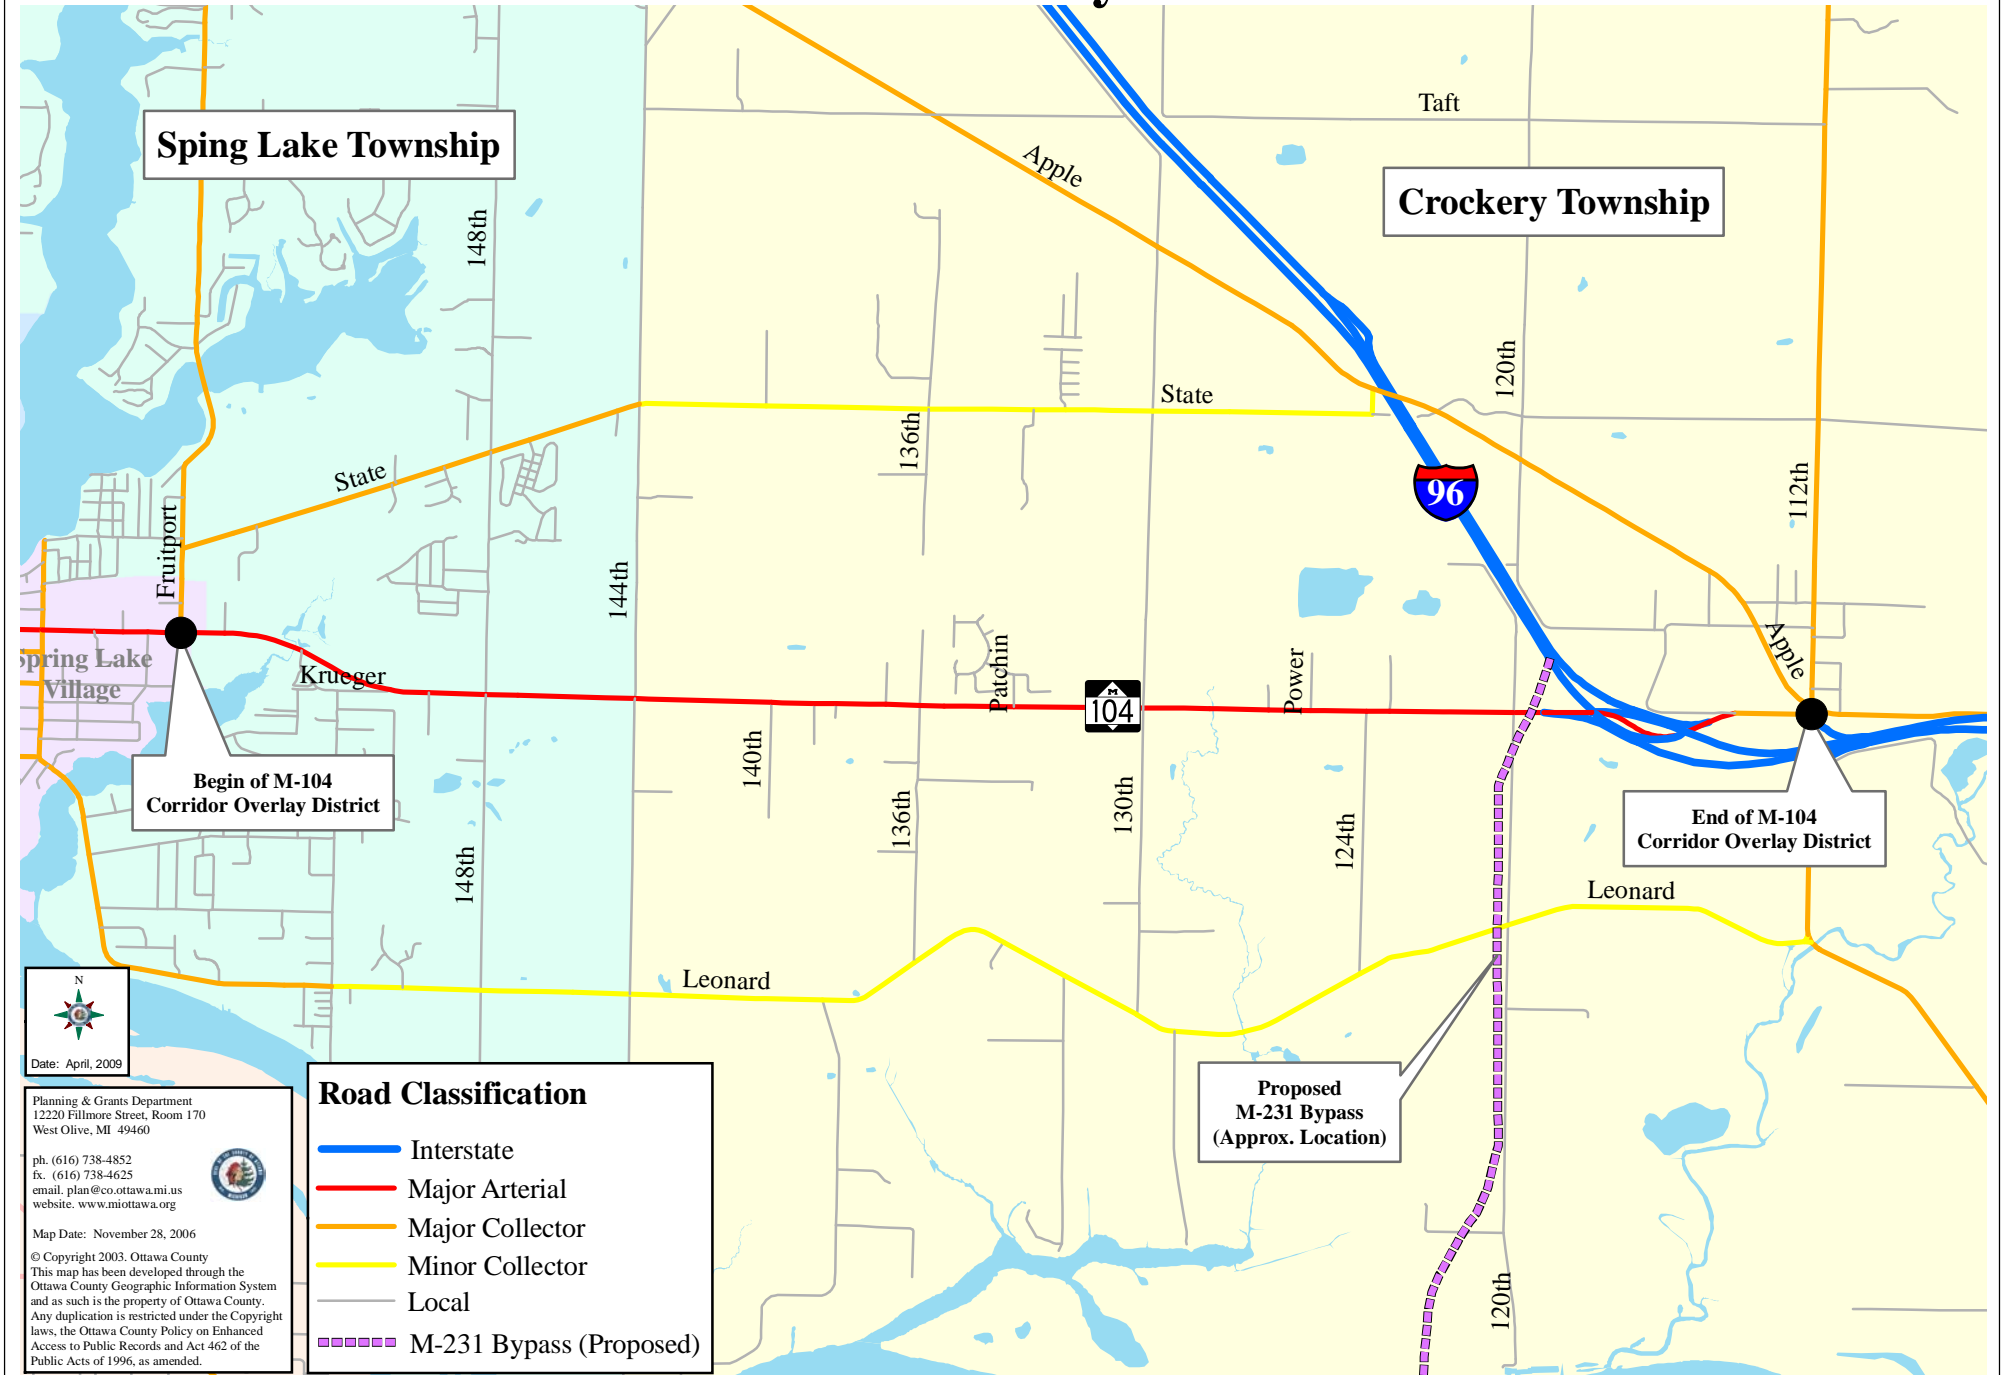 Taft
Sping Lake Township
Apple
Crockery Township
148th
120th
State
State
136th
96
112th
Fruitport
144th
Apple
Spring Lake
Village
Krueger
Patchin
Power
M
104
140th
Begin of M-104
Corridor Overlay District
136th
130th
124th
End of M-104
Corridor Overlay District
148th
Leonard
Leonard
N
Date: April, 2009
Proposed
M-231 Bypass
(Approx. Location)
120th
Planning & Grants Department
12220 Fillmore Street, Room 170
West Olive, MI 49460
ph. (616) 738-4852
fx. (616) 738-4625
email. plan@co.ottawa.mi.us
website. www.miottawa.org
Map Date: November 28, 2006
© Copyright 2003. Ottawa County
This map has been developed through the
Ottawa County Geographic Information System
and as such is the property of Ottawa County.
Any duplication is restricted under the Copyright
laws, the Ottawa County Policy on Enhanced
Access to Public Records and Act 462 of the
Public Acts of 1996, as amended.
Road Classification
Interstate
Major Arterial
Major Collector
Minor Collector
Local
M-231 Bypass (Proposed)